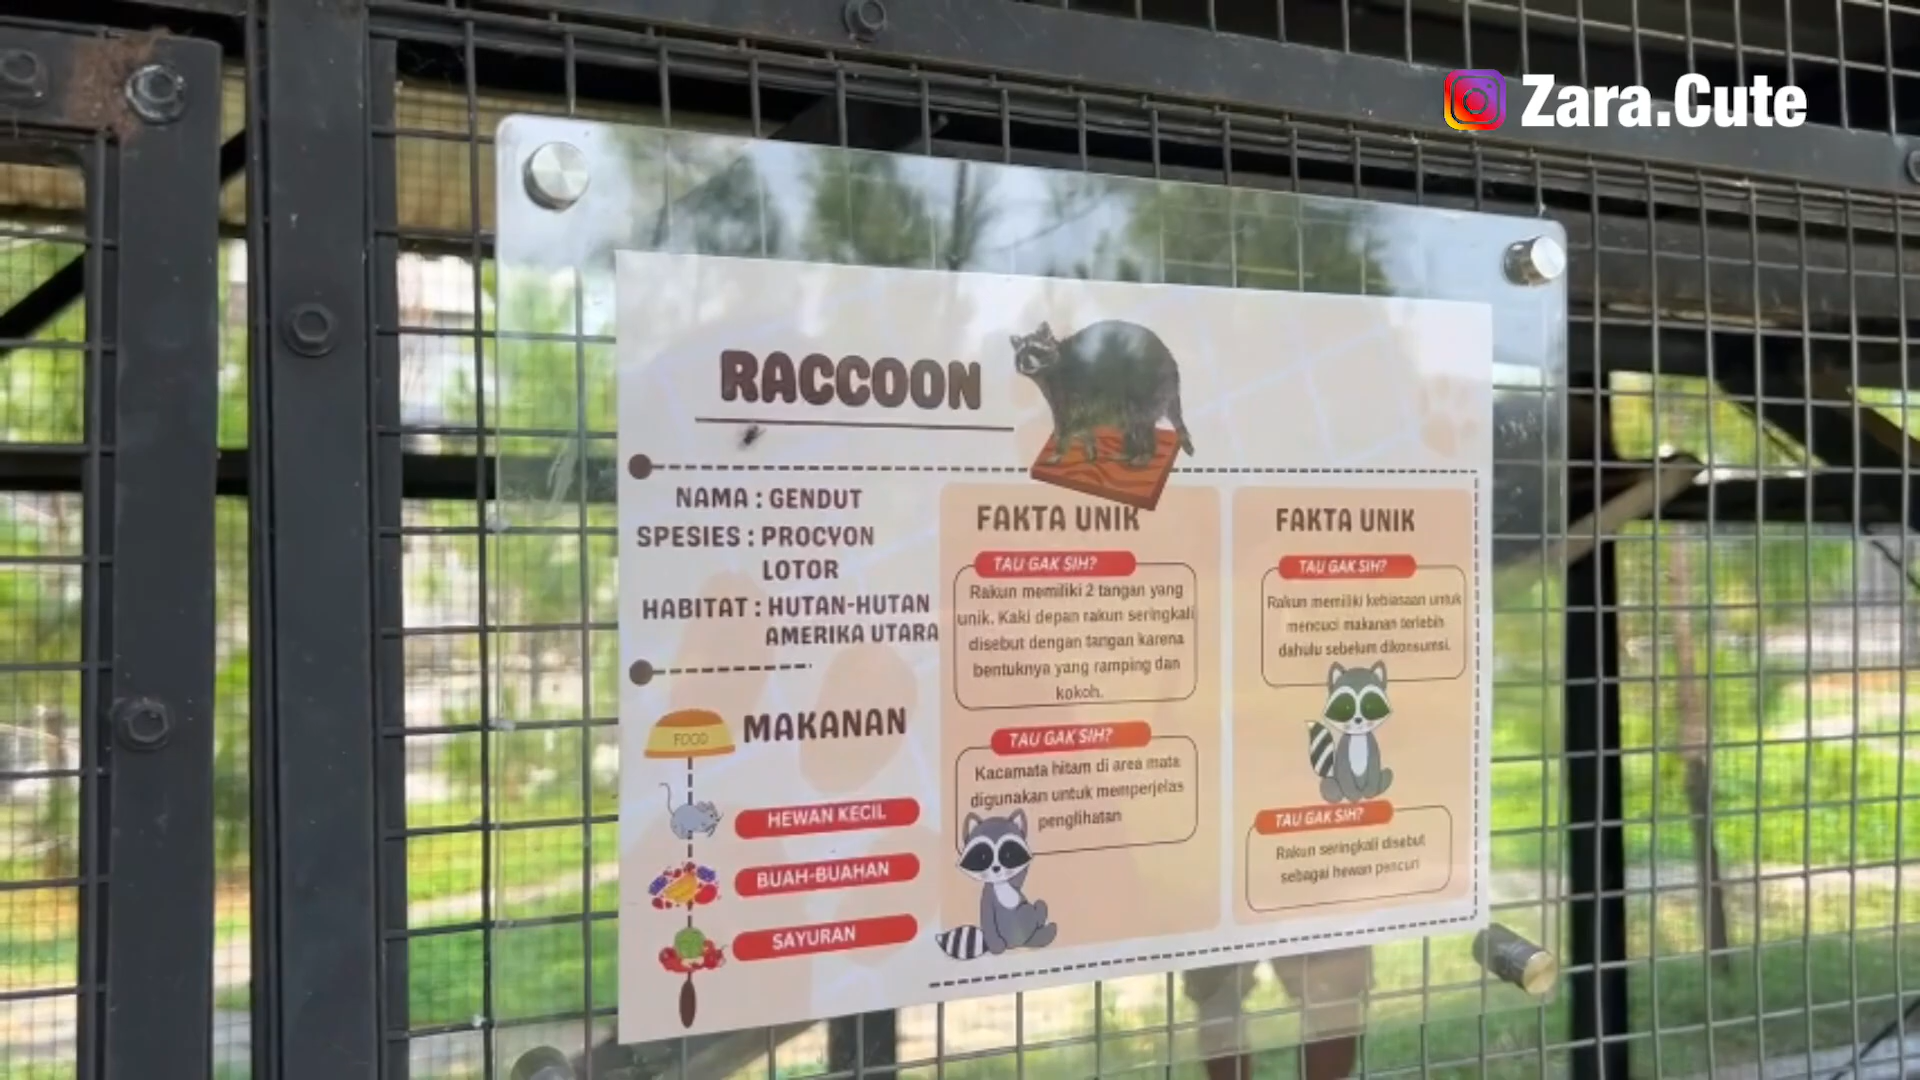 Zara.Cute
RACCOON
NAMA : GENDUT
SPESIES : PROCYON
LOTOR
HABITAT : HUTAN-HUTAN
AMERIKA UTARA
FOOD
MAKANAN
HEWAN KECIL
BUAH-BUAHAN
SAYURAN
FAKTA UNIK
TAU GAK SIH?
Rakun memiliki 2 tangan yang
unik. Kaki depan rakun seringkali
disebut dengan tangan karena
bentuknya yang ramping dan
kokoh.
TAU GAK SIH?
Kacamata hitam di area mata
digunakan untuk memperjelas
penglihatan
FAKTA UNIK
TAU GAK SIH?
Rakun memiliki kebiasaan untuk
mencuci makanan terlebih
dahulu sebelum dikonsumsi.
TAU GAK SIH?
Rakun seringkali disebut
sebagai hewan pencuri